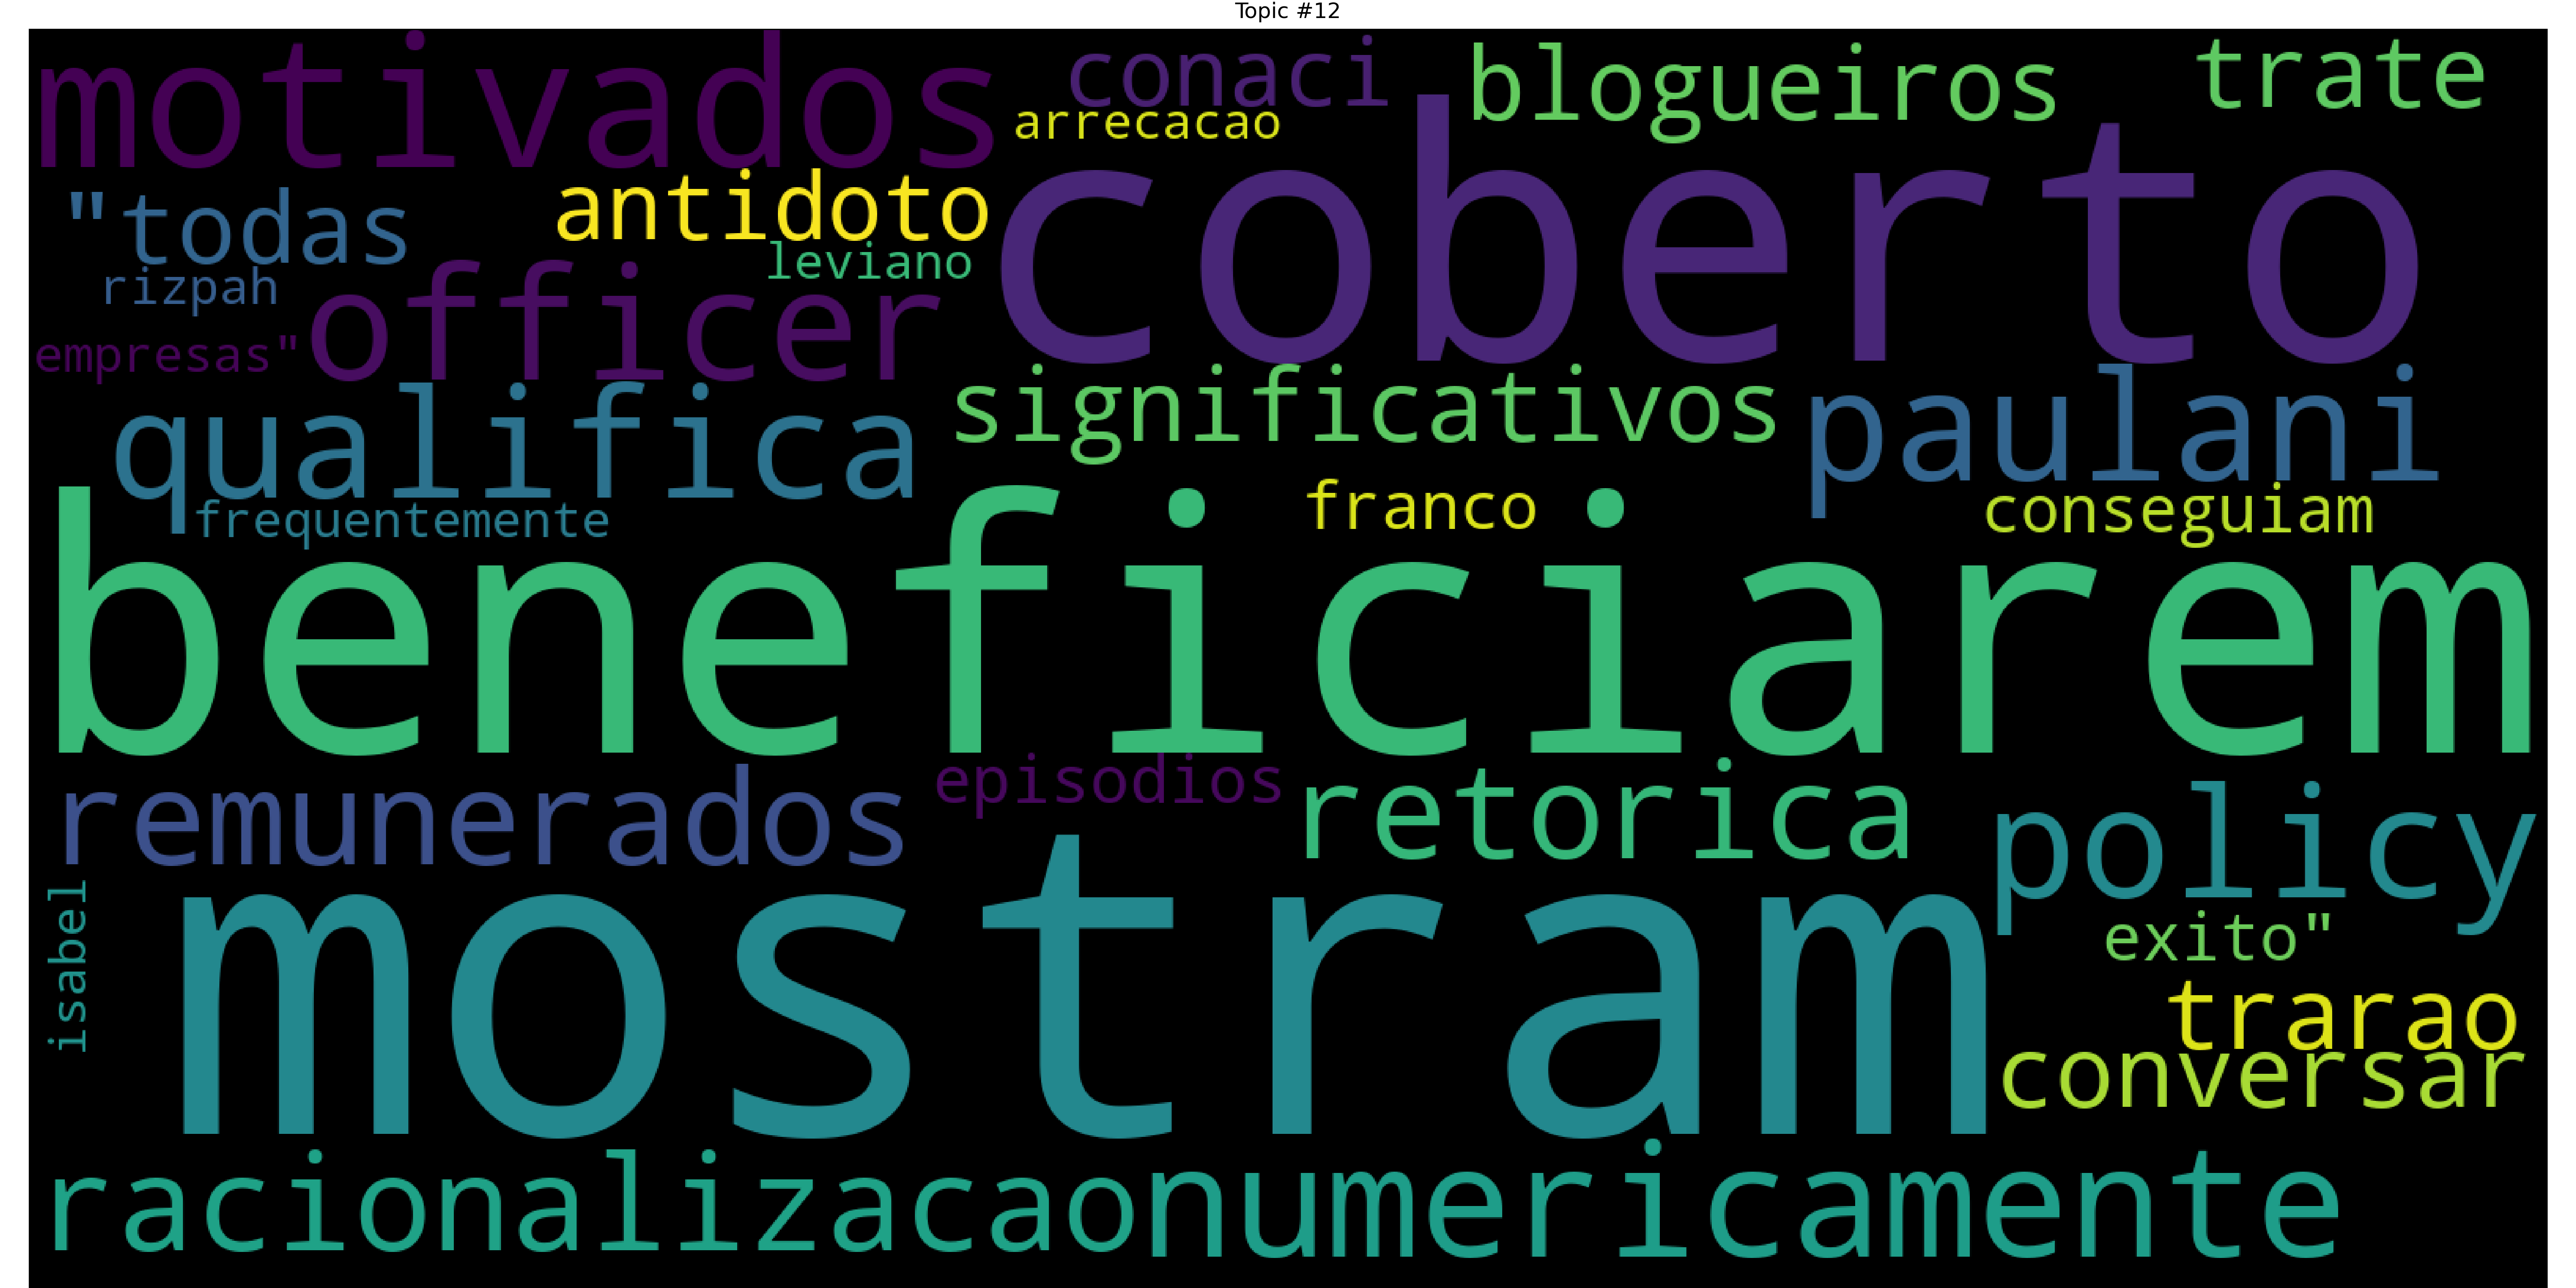 Topic #12
motivados
conaci
blogueiros
trate
arrecacao
coberto
"todas
antidoto
leviano
rizpah
officer
empresas"
qualifica
significativos
paulani
frequentemente
franco
conseguiam
beneficiarem
remunerados
episodios
retorica
policy
isabel
mostram
exito"
trarao
conversar
racionalizacao
numericamente